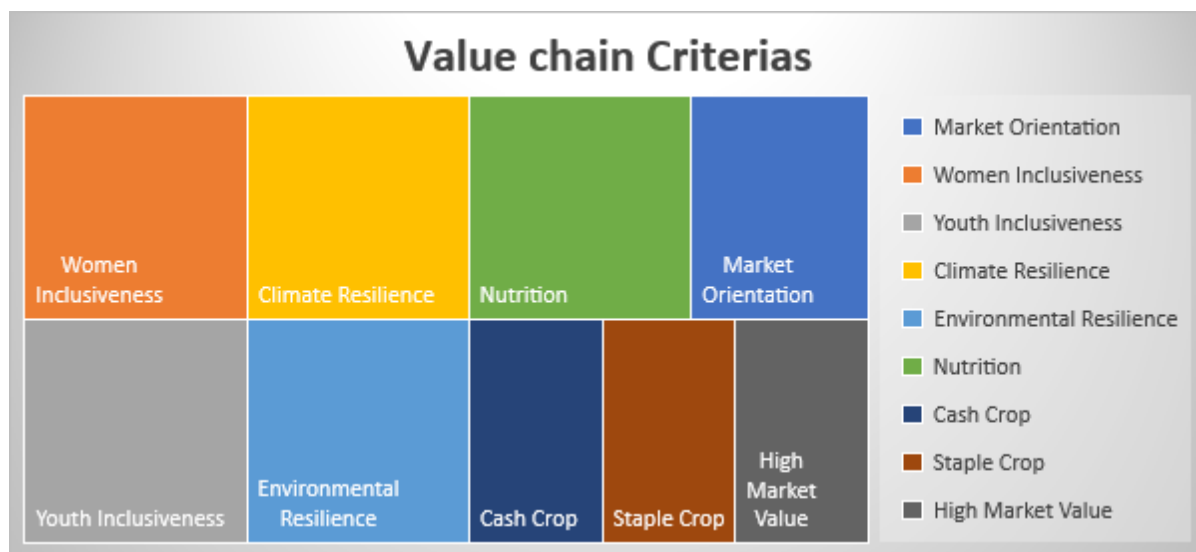 Value chain Criterias
Women
Inclusiveness
Climate Resilience
Nutrition
Market
Orientation
Youth Inclusiveness
Environmental
Resilience
Cash Crop
Staple Crop
High
Market
Value
Market Orientation
Women Inclusiveness
Youth Inclusiveness
Climate Resilience
Environmental Resilience
Nutrition
Cash Crop
Staple Crop
High Market Value